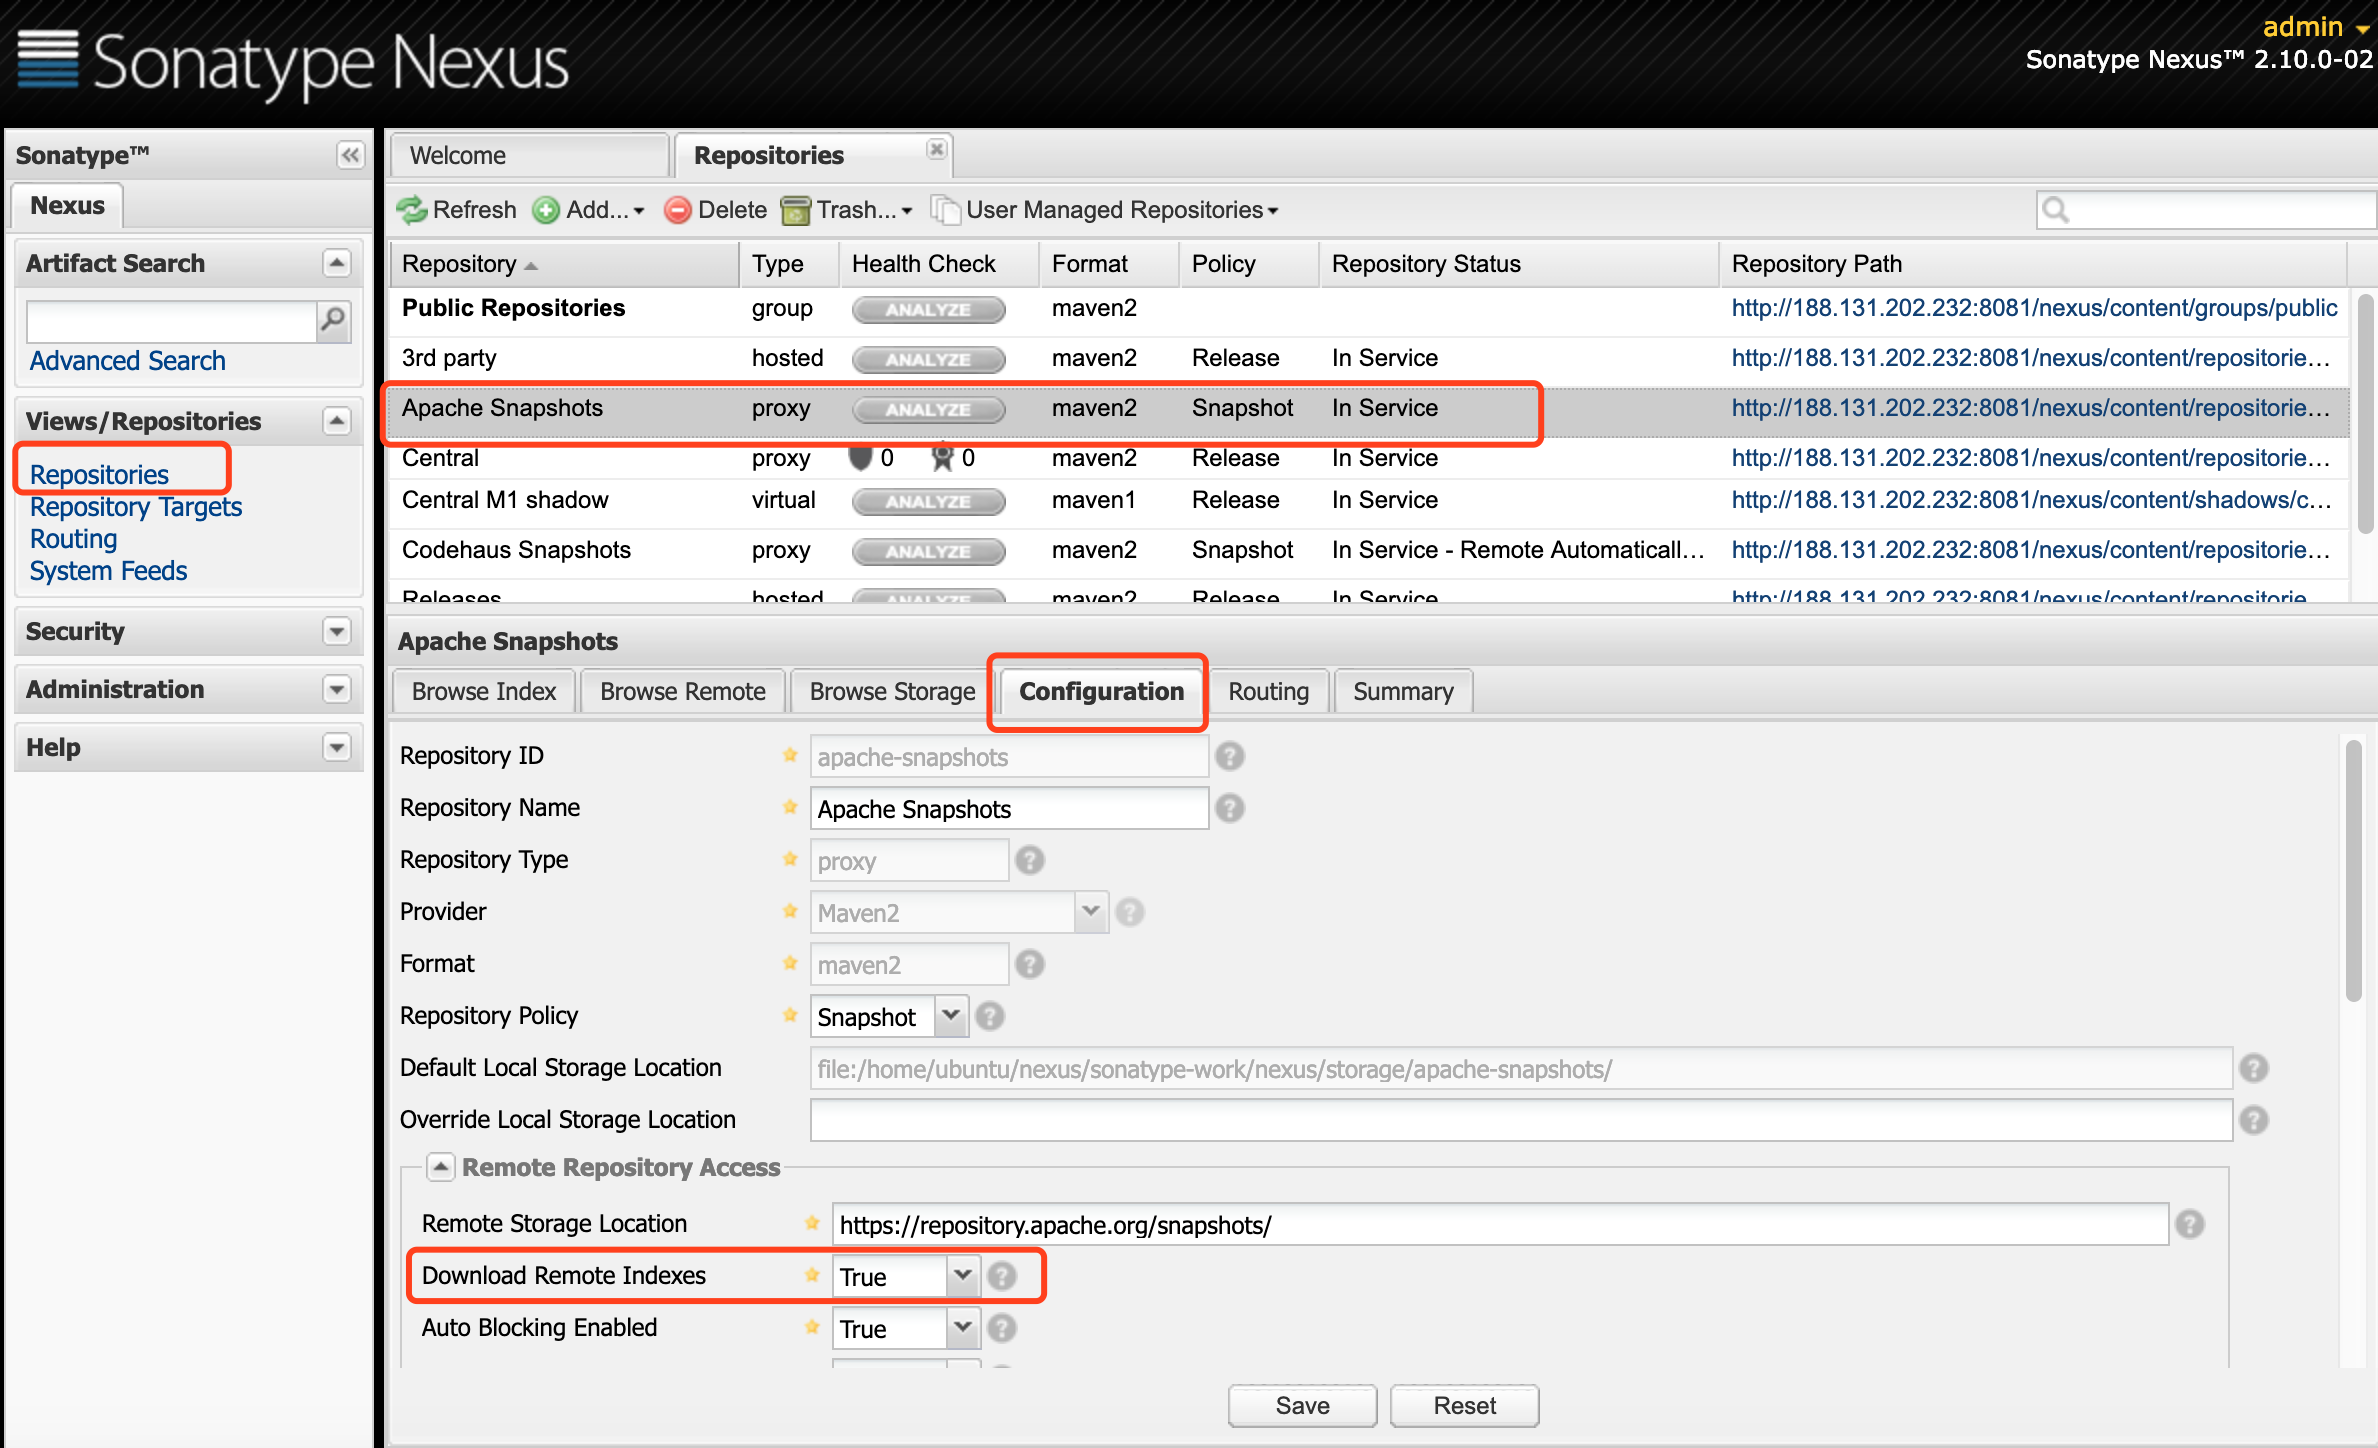 Sonatype Nexus
admin
Sonatype Nexus™ 2.10.0-02
Sonatype™
Nexus
Artifact Search
Advanced Search
Views/Repositories
Repositories
Repository Targets
Routing
System Feeds
Security
Administration
Help
Welcome Repositories
Refresh Add... Delete Trash... User Managed Repositories
Repository Type Health Check Format Policy Repository Status Repository Path
Public Repositories group ANALYZE maven2 http://188.131.202.232:8081/nexus/content/groups/public
3rd party hosted ANALYZE maven2 Release In Service http://188.131.202.232:8081/nexus/content/repositorie...
Apache Snapshots proxy ANALYZE maven2 Snapshot In Service http://188.131.202.232:8081/nexus/content/repositorie...
Central proxy 0 0 maven2 Release In Service http://188.131.202.232:8081/nexus/content/repositorie...
Central M1 shadow virtual ANALYZE maven1 Release In Service http://188.131.202.232:8081/nexus/content/shadows/c...
Codehaus Snapshots proxy ANALYZE maven2 Snapshot In Service - Remote Automaticall... http://188.131.202.232:8081/nexus/content/repositorie...
Releases hosted ANALYZE maven2 Release In Service http://188.131.202.232:8081/nexus/content/repositorie
Apache Snapshots
Browse Index Browse Remote Browse Storage Configuration Routing Summary
Repository ID apache-snapshots
Repository Name Apache Snapshots
Repository Type proxy
Provider Maven2
Format maven2
Repository Policy Snapshot
Default Local Storage Location file:/home/ubuntu/nexus/sonatype-work/nexus/storage/apache-snapshots/
Override Local Storage Location
Remote Repository Access
Remote Storage Location https://repository.apache.org/snapshots/
Download Remote Indexes True
Auto Blocking Enabled True
Save Reset